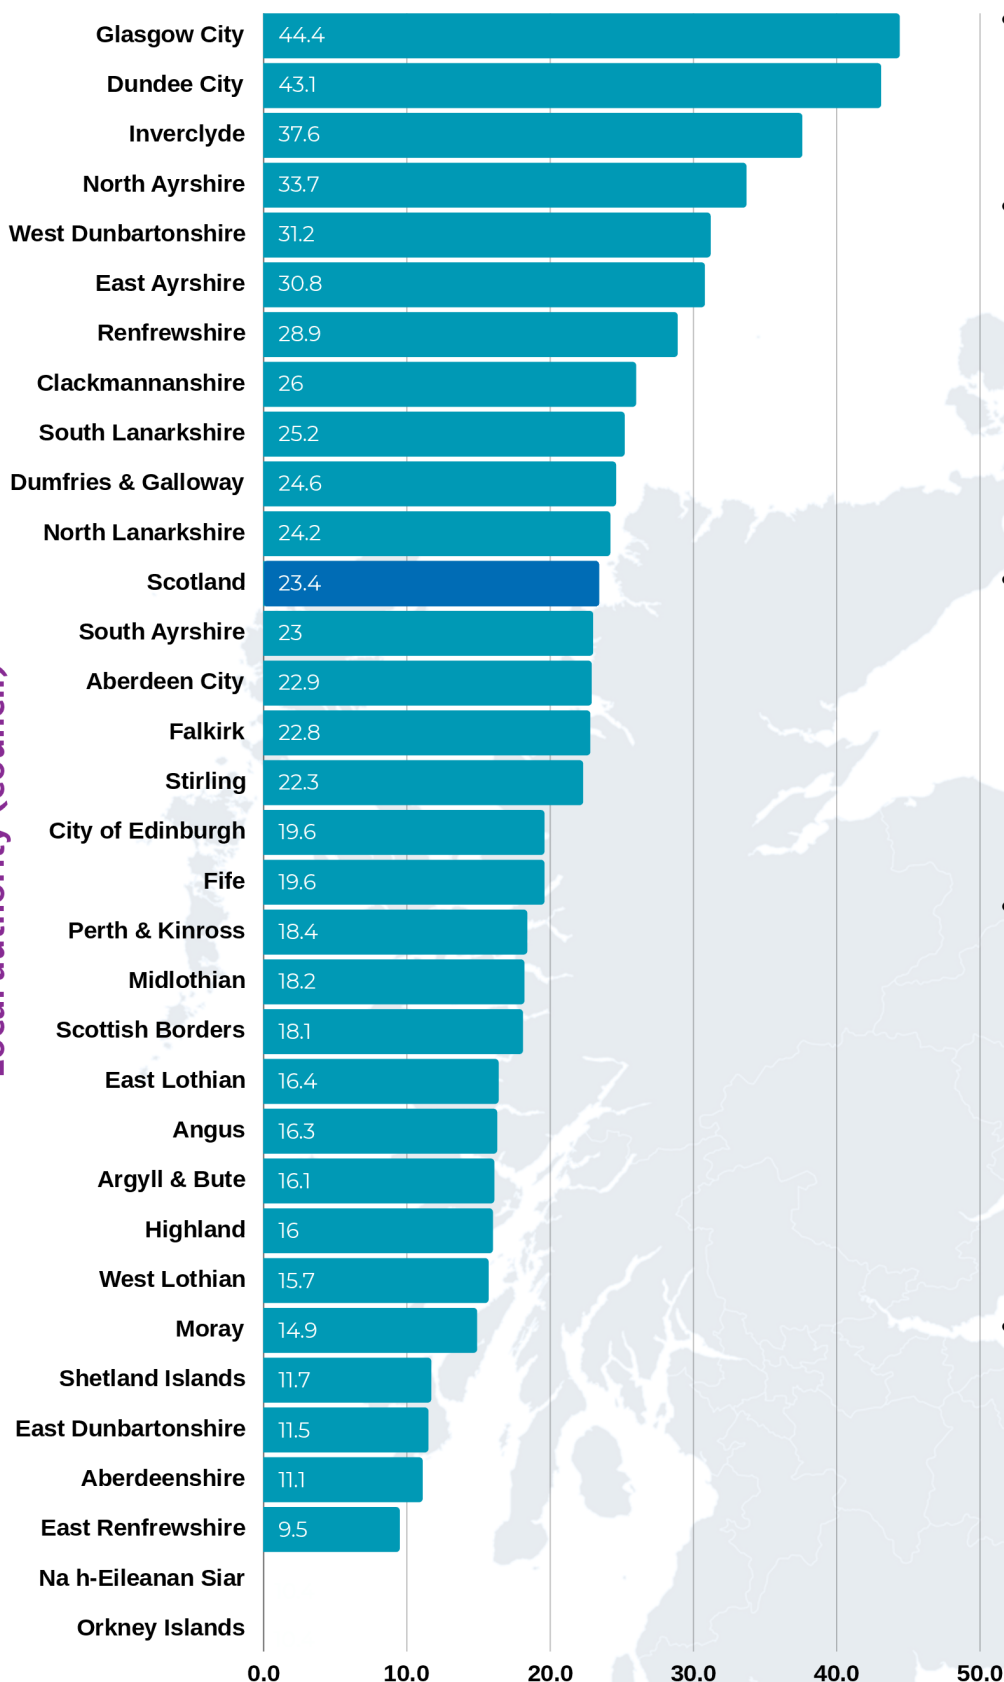 Glasgow City 44.4
Dundee City 43.1
Inverclyde 37.6
North Ayrshire 33.7
West Dunbartonshire 31.2
East Ayrshire 30.8
Renfrewshire 28.9
Clackmannanshire 26
South Lanarkshire 25.2
Dumfries & Galloway 24.6
North Lanarkshire 24.2
Scotland 23.4
South Ayrshire 23
Aberdeen City 22.9
Falkirk 22.8
Stirling 22.3
City of Edinburgh 19.6
Fife 19.6
Perth & Kinross 18.4
Midlothian 18.2
Scottish Borders 18.1
East Lothian 16.4
Angus 16.3
Argyll & Bute 16.1
Highland 16
West Lothian 15.7
Moray 14.9
Shetland Islands 11.7
East Dunbartonshire 11.5
Aberdeenshire 11.1
East Renfrewshire 9.5
Na h-Eileanan Siar
Orkney Islands
0.0 10.0 20.0 30.0 40.0 50.0